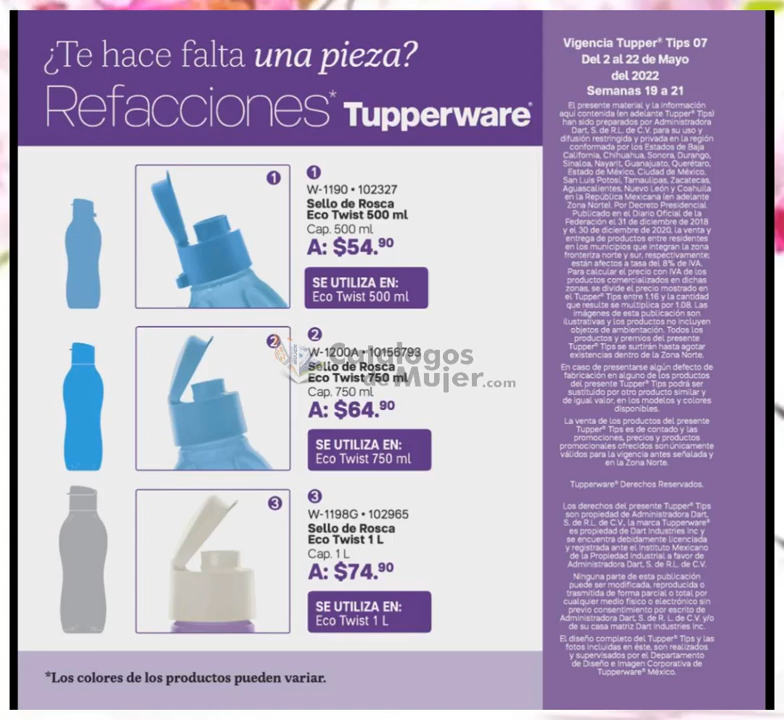 ¿Te hace falta una pieza?
Refacciones* Tupperware®
1
1
W-1190 • 102327
Sello de Rosca
Eco Twist 500 ml
Cap. 500 ml
A: $54.90
SE UTILIZA EN:
Eco Twist 500 ml
2
2
W-1200A • 10156793
Sello de Rosca
Eco Twist 750 ml
Cap. 750 ml
A: $64.90
SE UTILIZA EN:
Eco Twist 750 ml
Catálogos
de Mujer.com
3
3
W-1198G • 102965
Sello de Rosca
Eco Twist 1 L
Cap. 1 L
A: $74.90
SE UTILIZA EN:
Eco Twist 1 L
*Los colores de los productos pueden variar.
Vigencia Tupper® Tips 07
Del 2 al 22 de Mayo
del 2022
Semanas 19 a 21
El presente material y la información
aquí contenida (en adelante Tupper® Tips)
han sido preparados por Administradora
Dart, S. de R.L. de C.V. para su uso y
difusión restringida y privada en la región
conformada por los Estados de Baja
California, Chihuahua, Sonora, Durango,
Sinaloa, Nayarit, Guanajuato, Querétaro,
Estado de México, Ciudad de México,
San Luis Potosí, Tamaulipas, Zacatecas,
Aguascalientes, Nuevo León y Coahuila
en la República Mexicana (en adelante
Zona Norte). Por Decreto Presidencial
Publicado en el Diario Oficial de la
Federación el 31 de diciembre de 2018
y el 30 de diciembre de 2020, la venta y
entrega de productos entre residentes
en los municipios que integran la zona
fronteriza norte y sur, respectivamente;
están afectos a tasa del 8% de IVA.
Para calcular el precio con IVA de los
productos comercializados en dichas
zonas, se divide el precio mostrado en
el Tupper® Tips entre 1.16 y la cantidad
que resulte se multiplica por 1.08. Las
imágenes de esta publicación son
ilustrativas y los productos no incluyen
objetos de ambientación. Todos los
productos y premios del presente
Tupper® Tips se surtirán hasta agotar
existencias dentro de la Zona Norte.
En caso de presentarse algún defecto de
fabricación en alguno de los productos
del presente Tupper® Tips podrá ser
sustituido por otro producto similar y
de igual valor, en los modelos y colores
disponibles.
La venta de los productos del presente
Tupper® Tips es de contado y las
promociones, precios y productos
promocionales ofrecidos son únicamente
válidos para la vigencia antes señalada y
en la Zona Norte.
Tupperware® Derechos Reservados.
Los derechos del presente Tupper® Tips
son propiedad de Administradora Dart,
S. de R.L. de C.V., la marca Tupperware®
es propiedad de Dart Industries Inc y
se encuentra debidamente licenciada
y registrada ante el Instituto Mexicano
de la Propiedad Industrial a favor de
Administradora Dart, S. de R.L. de C.V.
Ninguna parte de esta publicación
puede ser modificada, reproducida o
trasmitida de forma parcial o total por
cualquier medio físico o electrónico sin
previo consentimiento por escrito de
Administradora Dart, S. de R. L. de C.V. y/o
de su casa matriz Dart Industries Inc.
El diseño completo del Tupper® Tips y las
fotos incluidas en éste, son realizados
y supervisados por el Departamento
de Diseño e Imagen Corporativa de
Tupperware® México.